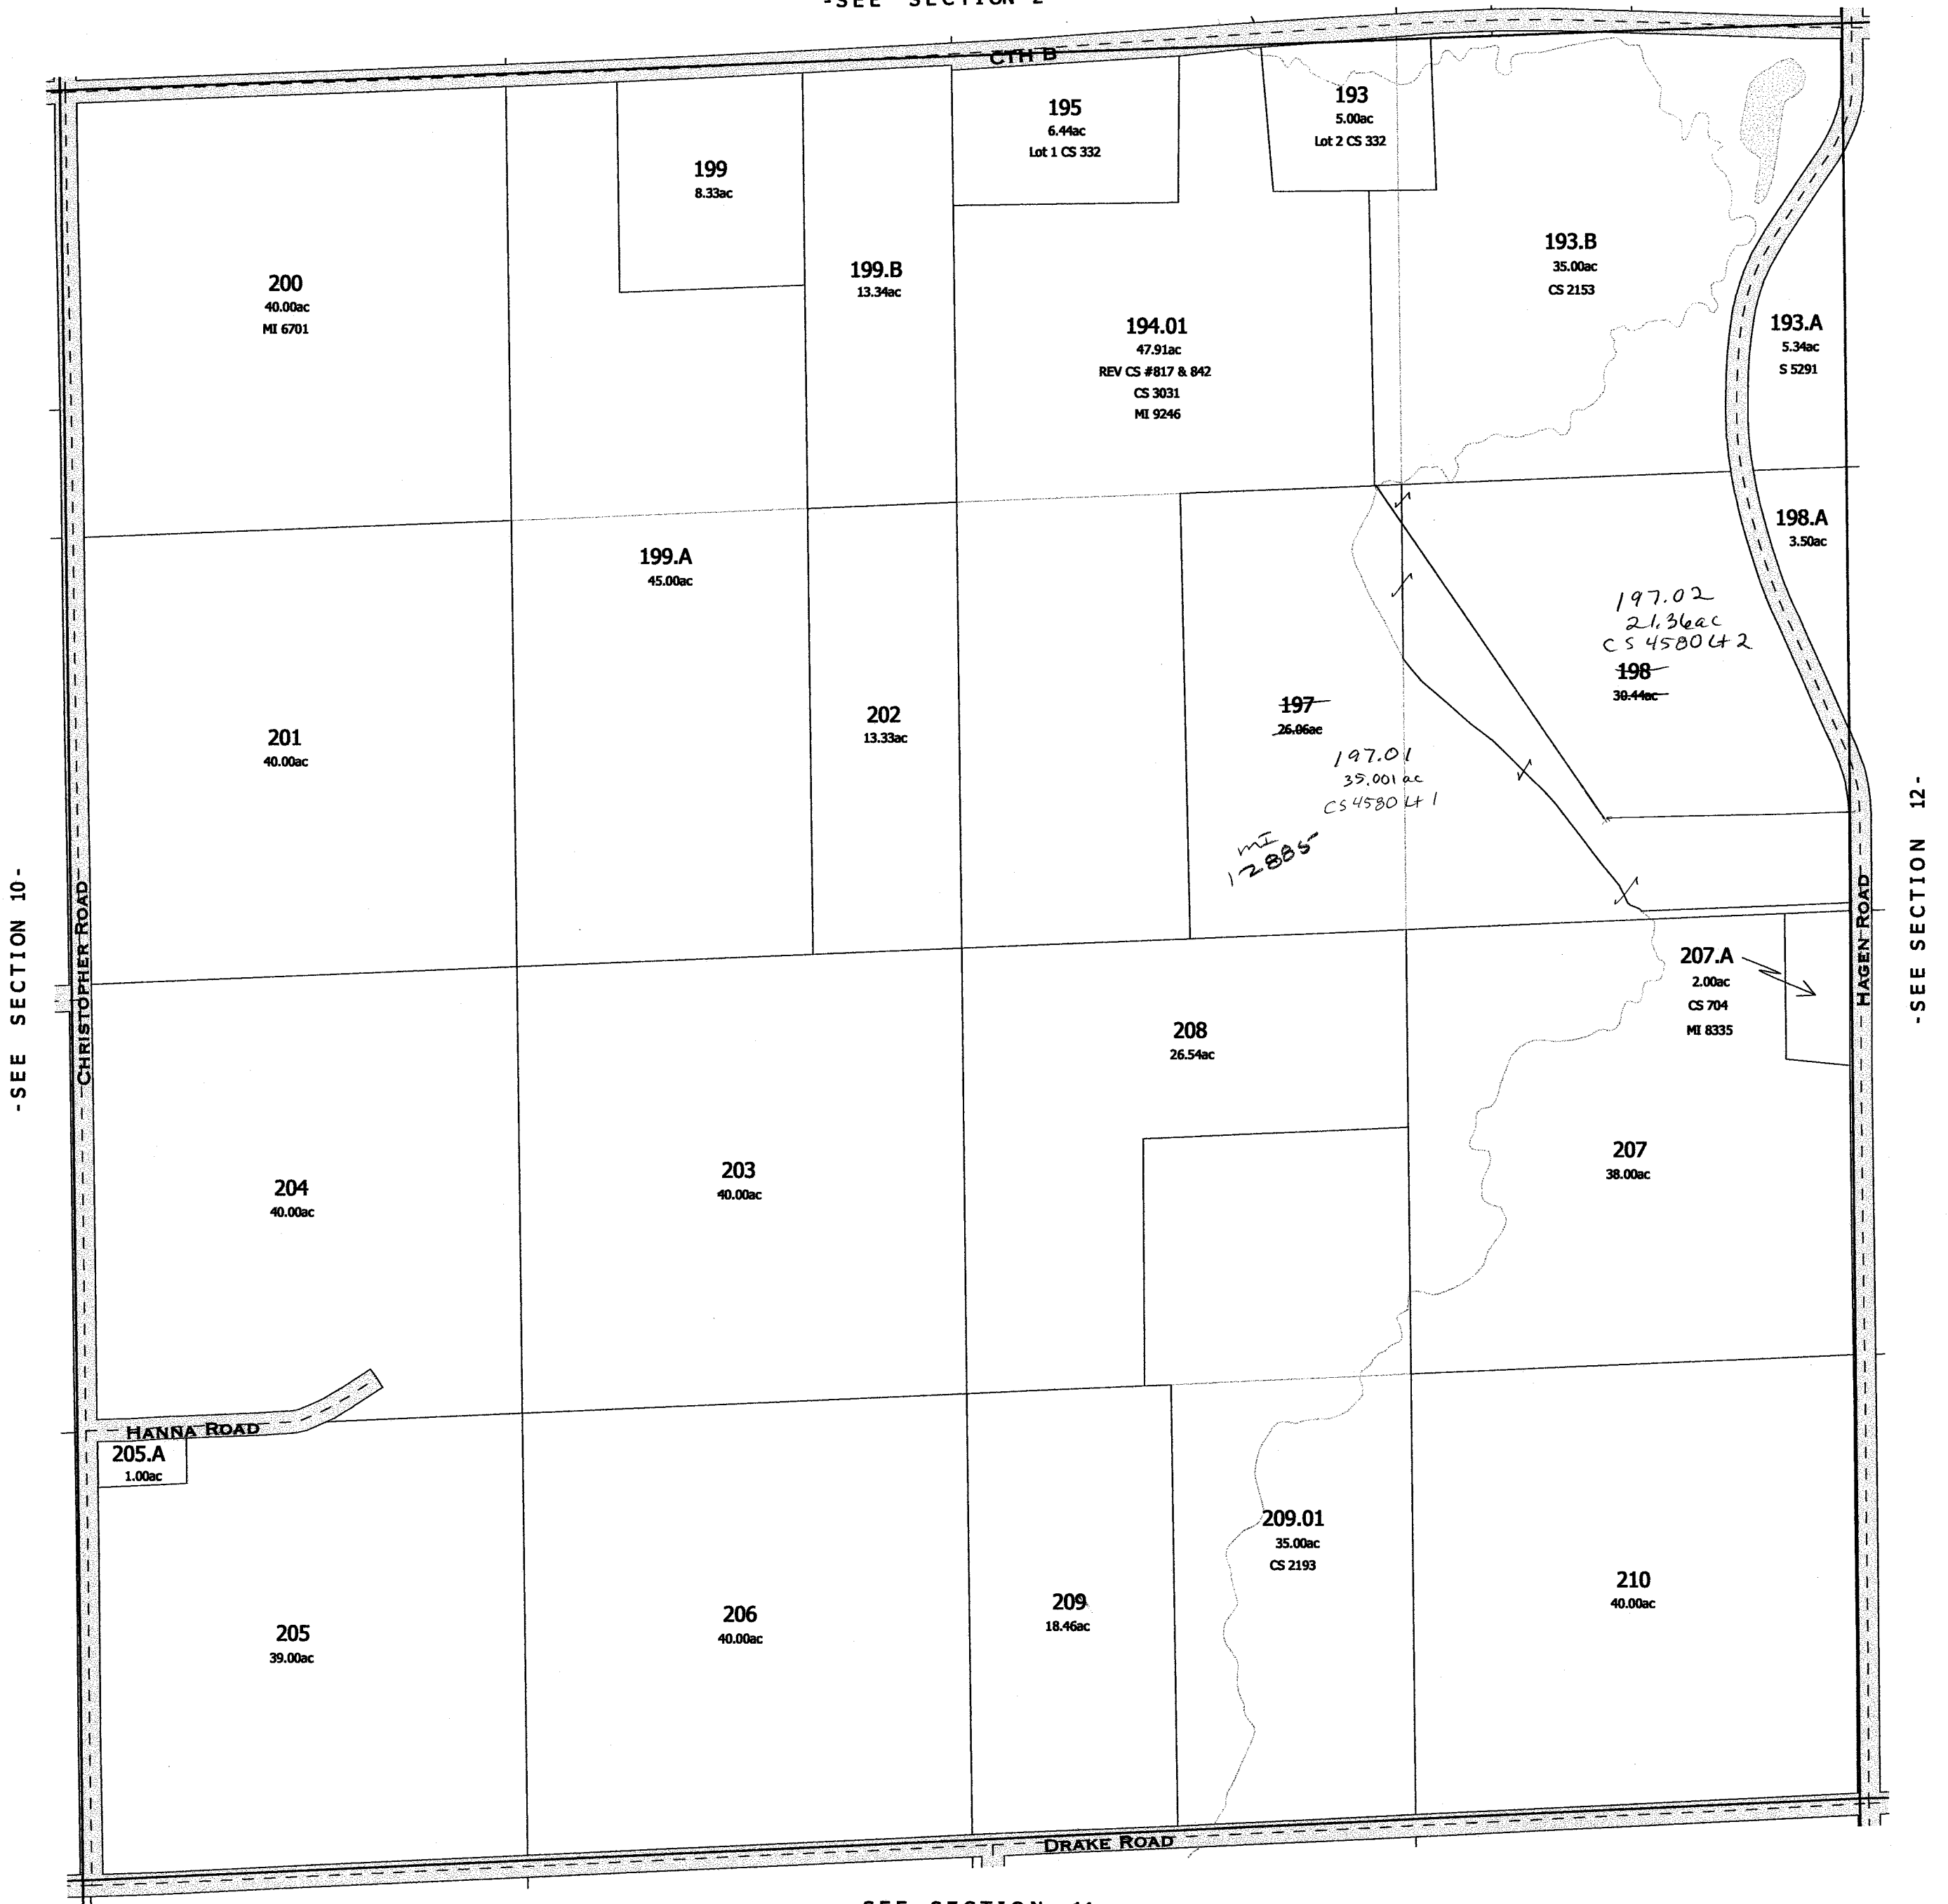 -SEE SECTION 2
CTH B
195
6.44ac
Lot 1 CS 332
193
5.00ac
Lot 2 CS 332
199
8.33ac
200
40.00ac
MI 6701
199.B
13.34ac
193.B
35.00ac
CS 2153
194.01
47.91ac
REV CS #817 & 842
CS 3031
MI 9246
193.A
5.34ac
S 5291
199.A
45.00ac
198.A
3.50ac
197.02
21.36ac
CS 4580 Lt 2
198
30.44ac
201
40.00ac
202
13.33ac
197
26.06ac
197.01
35.001 ac
CS 4580 Lt 1
MI
12885
-SEE SECTION 10-
CHRISTOPHER ROAD
HAGEN ROAD
-SEE SECTION 12-
207.A
2.00ac
CS 704
MI 8335
208
26.54ac
204
40.00ac
203
40.00ac
207
38.00ac
HANNA ROAD
205.A
1.00ac
209.01
35.00ac
CS 2193
205
39.00ac
206
40.00ac
209
18.46ac
210
40.00ac
DRAKE ROAD
SEE SECTION